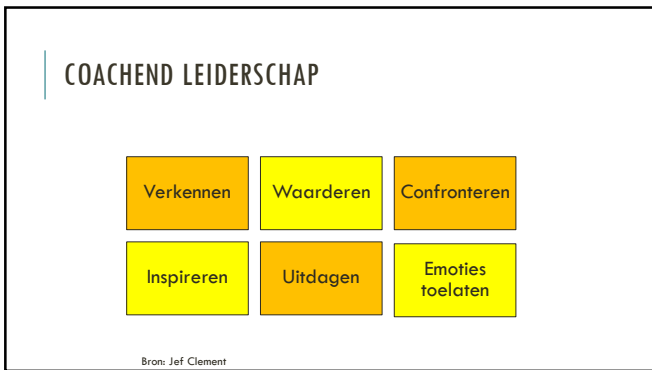 COACHEND LEIDERSCHAP
Verkennen
Waarderen
Confronteren
Inspireren
Uitdagen
Emoties
toelaten
Bron: Jef Clement